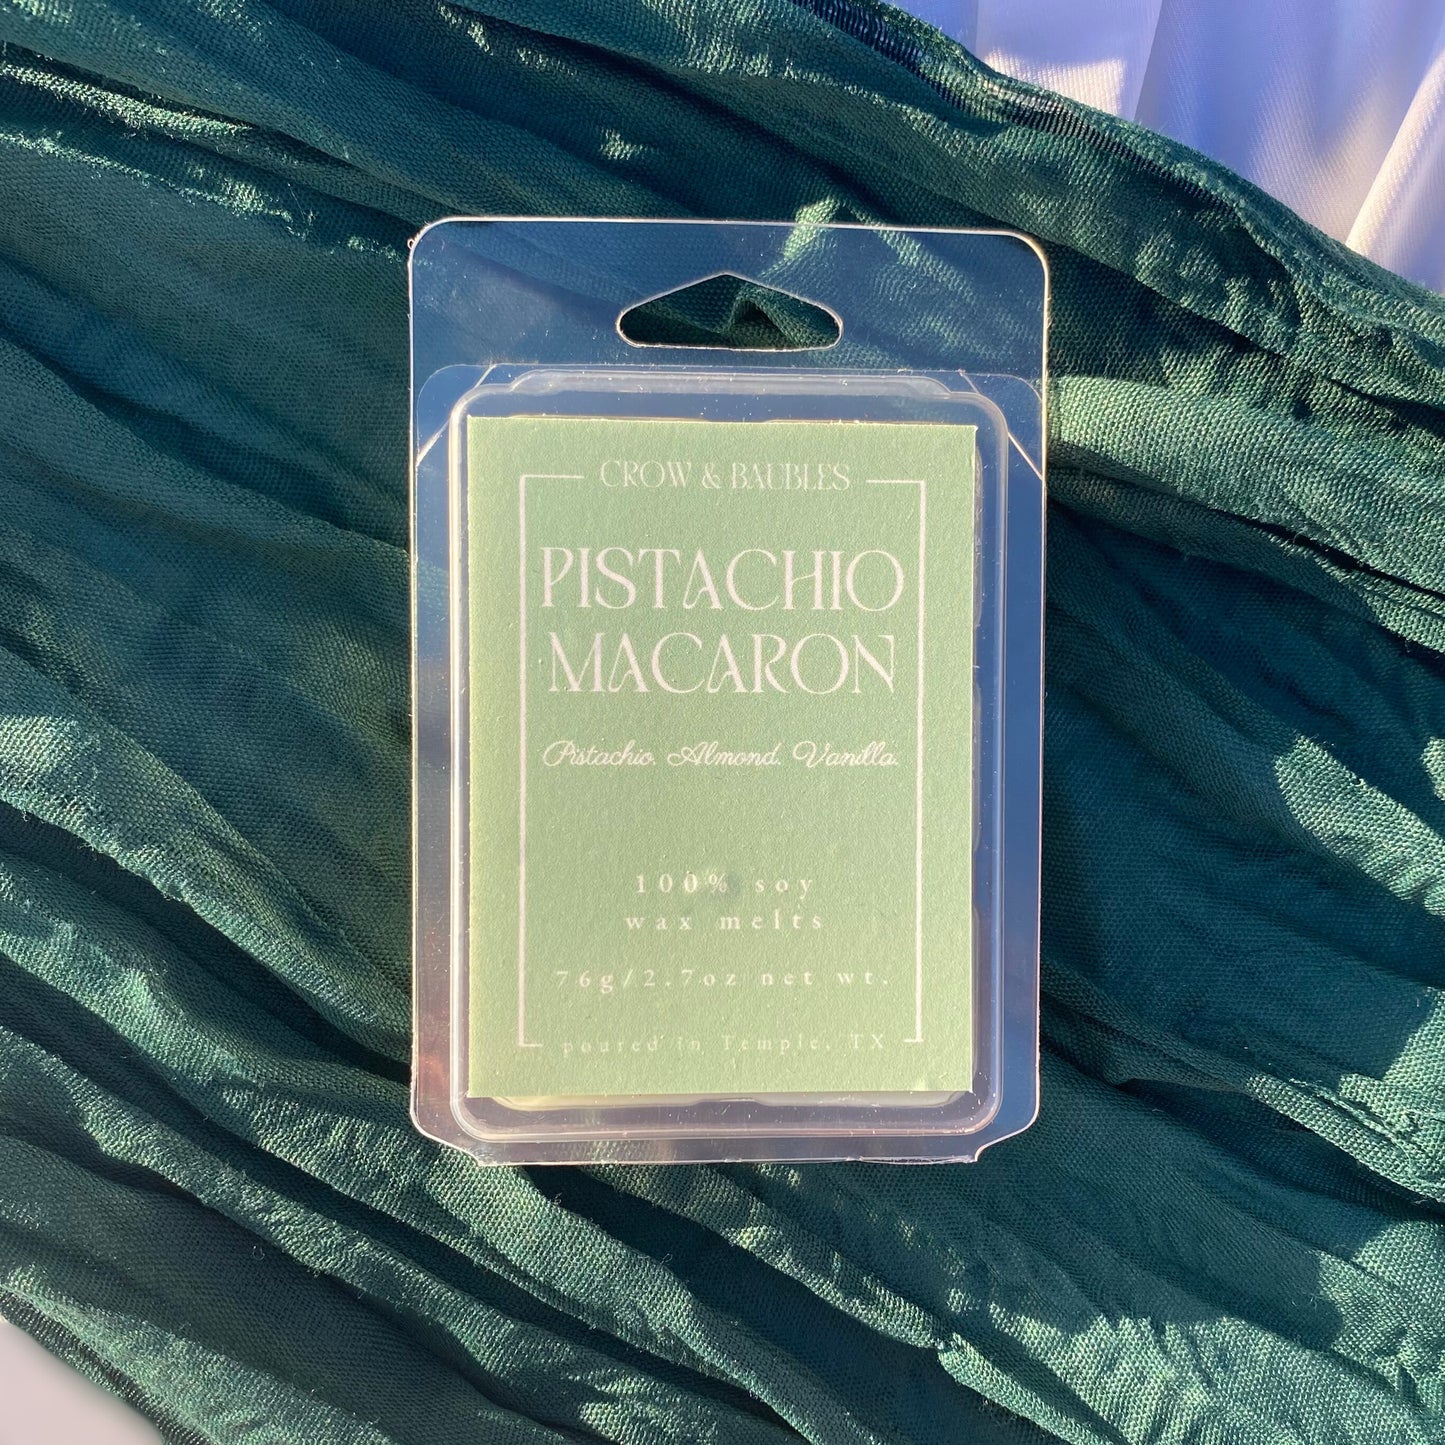 CROW & BAUBLES
PISTACHIO
MACARON
Pistachio. Almond. Vanilla.
100% soy
wax melts
76g/2.7oz net wt.
poured in Temple, TX